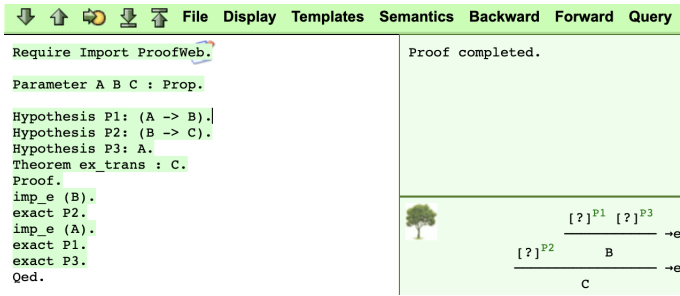 File Display Templates Semantics Backward Forward Query
Require Import ProofWeb.
Parameter A B C : Prop.
Hypothesis P1: (A -> B).
Hypothesis P2: (B -> C).
Hypothesis P3: A.
Theorem ex_trans : C.
Proof.
imp_e (B).
exact P2.
imp_e (A).
exact P1.
exact P3.
Qed.
Proof completed.
[?]P1 [?]P3
→e
[?]P2 B
→e
C